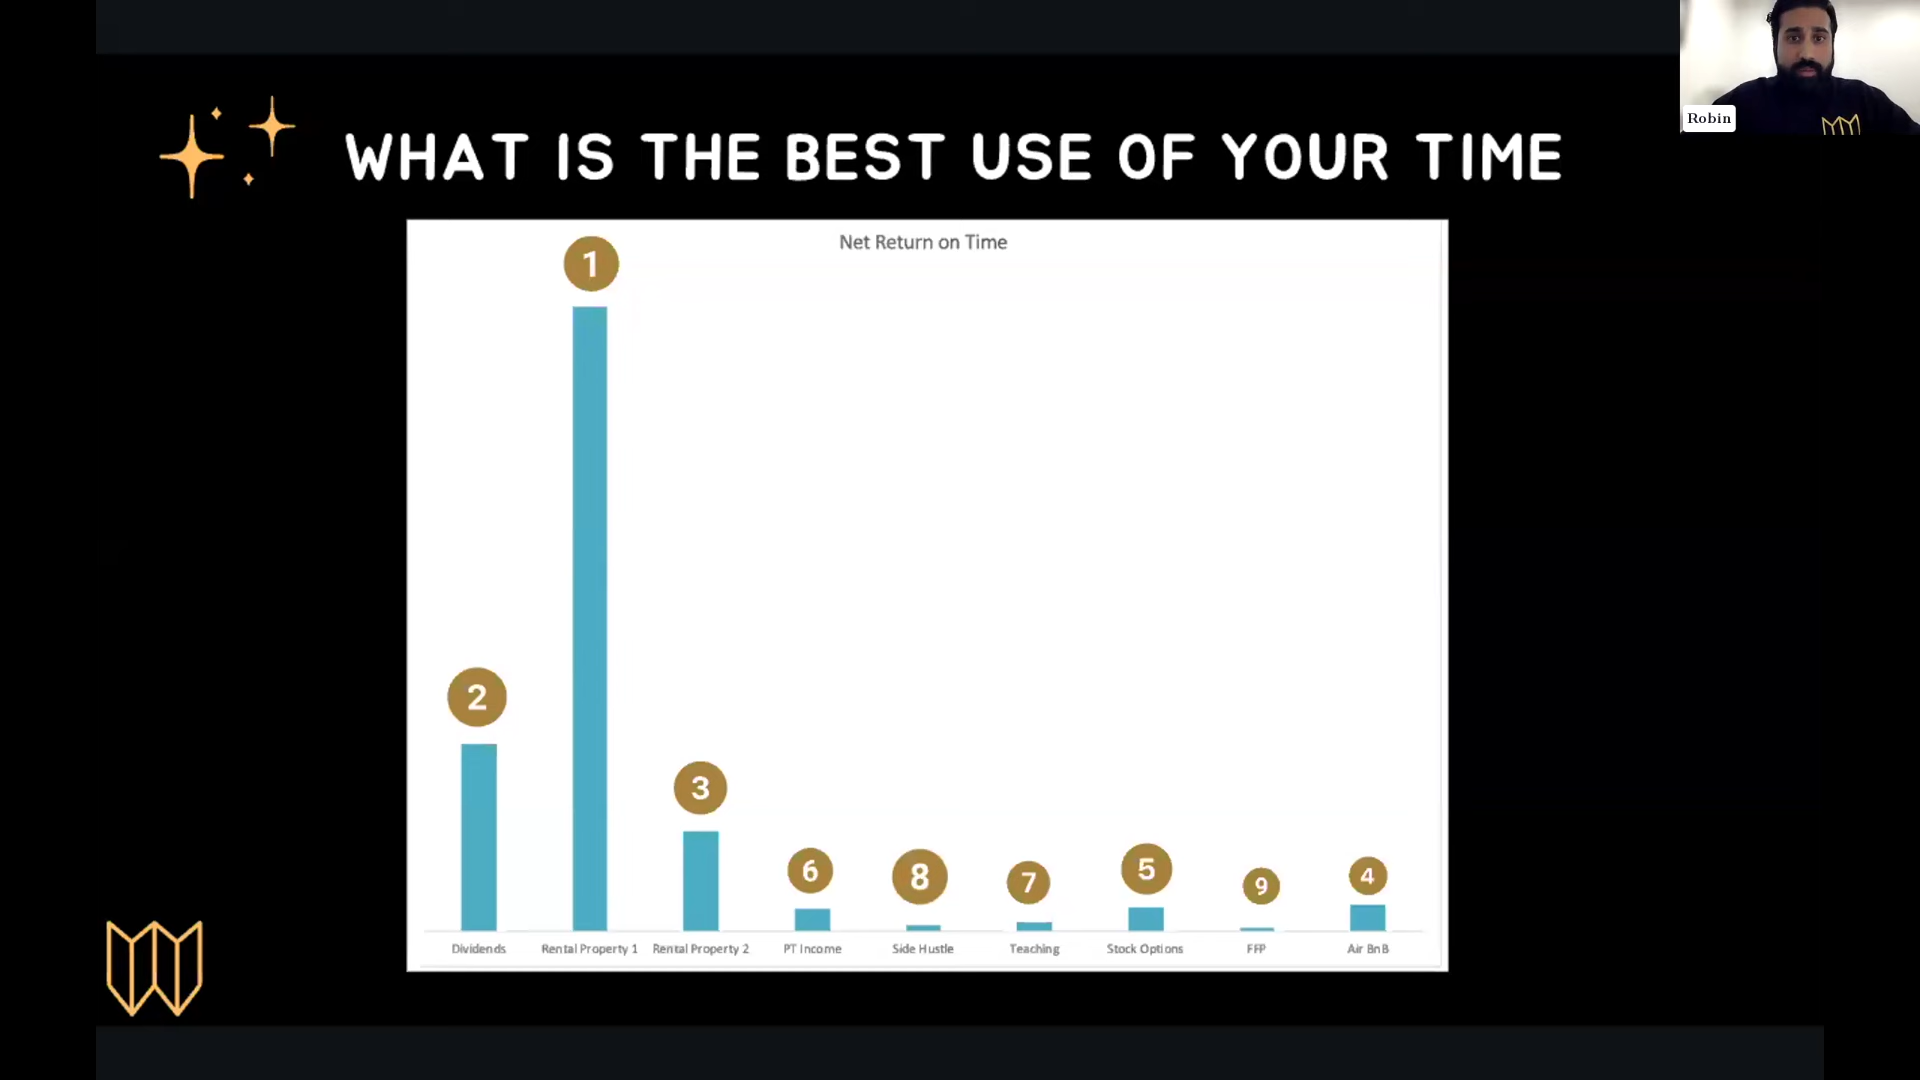 Robin
WHAT IS THE BEST USE OF YOUR TIME
Net Return on Time
1
2
3
6
8
7
5
9
4
Dividends
Rental Property 1
Rental Property 2
PT Income
Side Hustle
Teaching
Stock Options
FFP
Air BnB